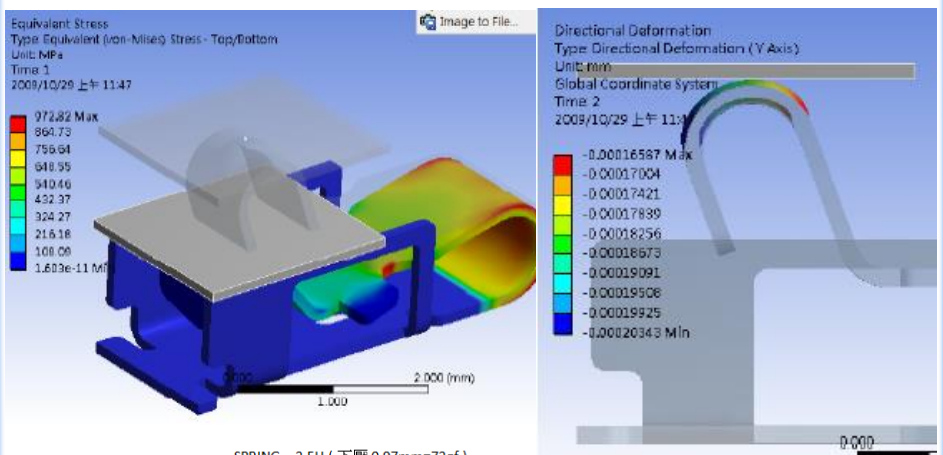 Equivalent Stress
Type: Equivalent (von-Mises) Stress - Top/Bottom
Unit: MPa
Time: 1
2009/10/29 上午 11:47
972.82 Max
864.73
756.64
648.55
540.46
432.37
324.27
216.18
108.09
1.603e-11 Mi
Image to File...
0.000
2.000 (mm)
1.000
Directional Deformation
Type: Directional Deformation ( Y Axis)
Unit: mm
Global Coordinate System
Time: 2
2009/10/29 上午 11:4
-0.00016587 Max
-0.00017004
-0.00017421
-0.00017839
-0.00018256
-0.00018673
-0.00019091
-0.00019508
-0.00019925
-0.00020343 Min
0.000